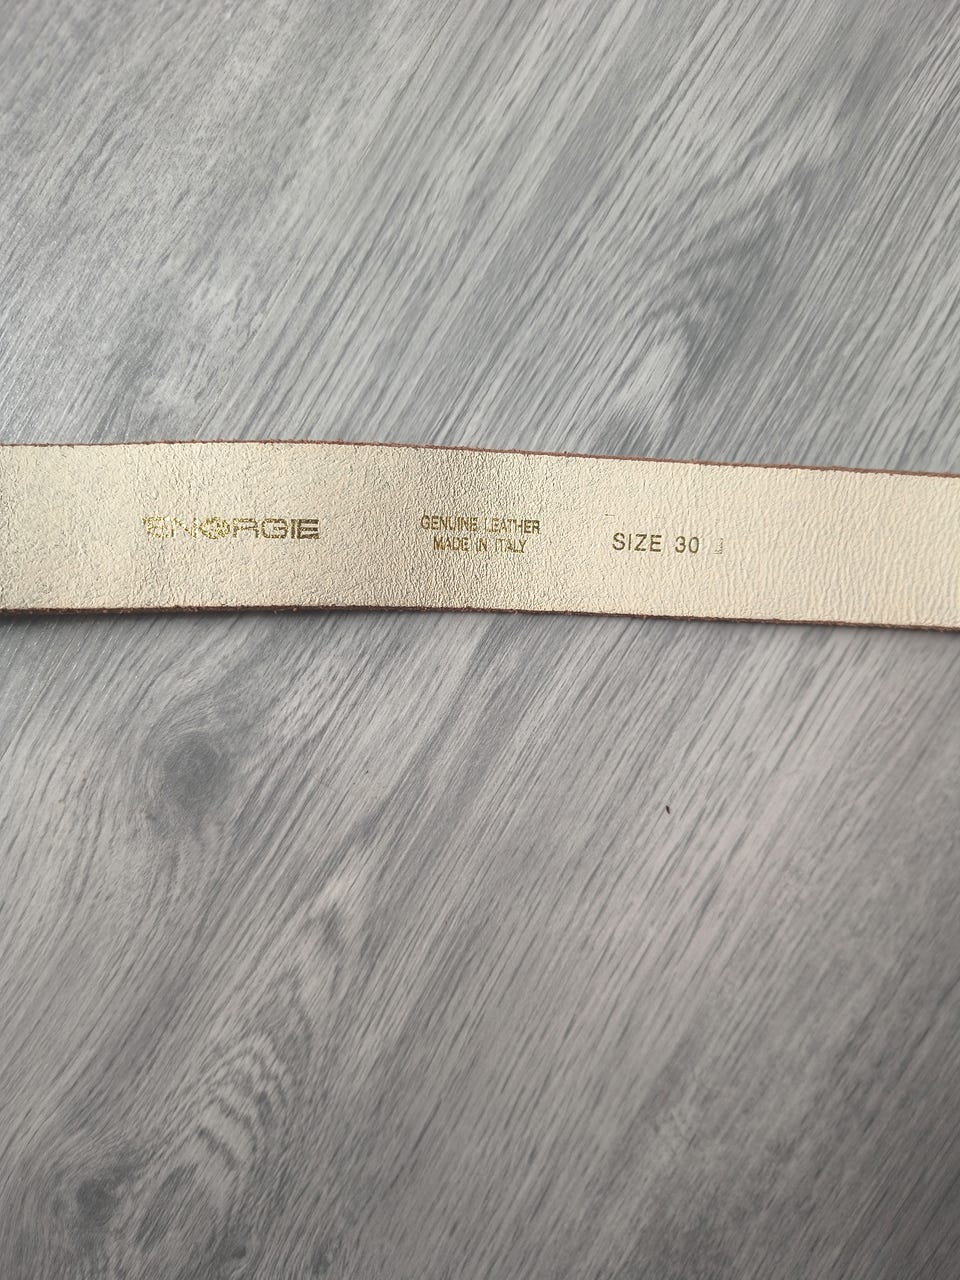 ENERGIE
GENUINE LEATHER
MADE IN ITALY
SIZE 30